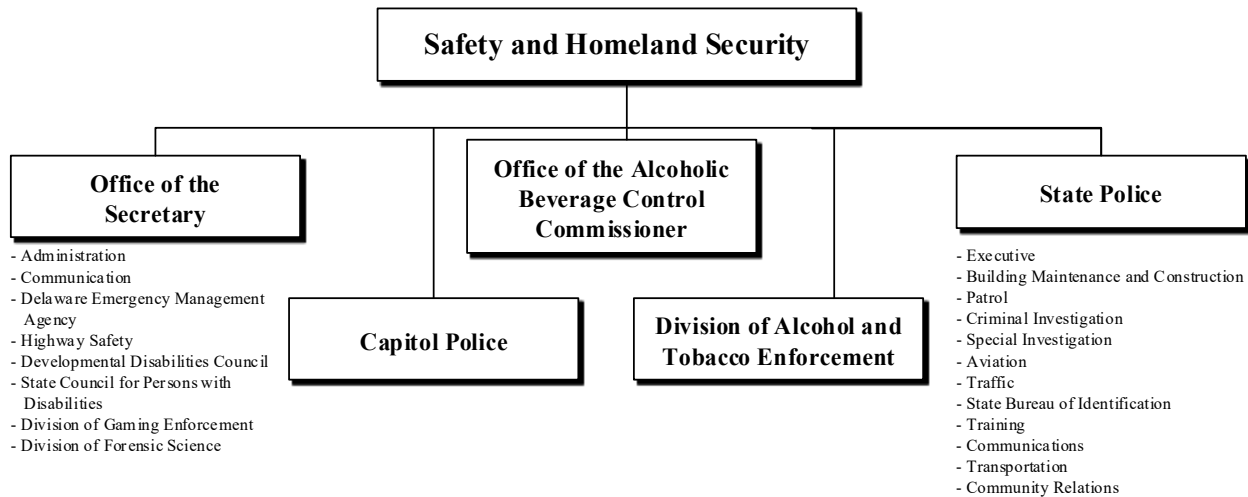 Safety and Homeland Security
Office of the
Secretary
- Administration
- Communication
- Delaware Emergency Management
Agency
- Highway Safety
- Developmental Disabilities Council
- State Council for Persons with
Disabilities
- Division of Gaming Enforcement
- Division of Forensic Science
Capitol Police
Office of the Alcoholic
Beverage Control
Commissioner
Division of Alcohol and
Tobacco Enforcement
State Police
- Executive
- Building Maintenance and Construction
- Patrol
- Criminal Investigation
- Special Investigation
- Aviation
- Traffic
- State Bureau of Identification
- Training
- Communications
- Transportation
- Community Relations